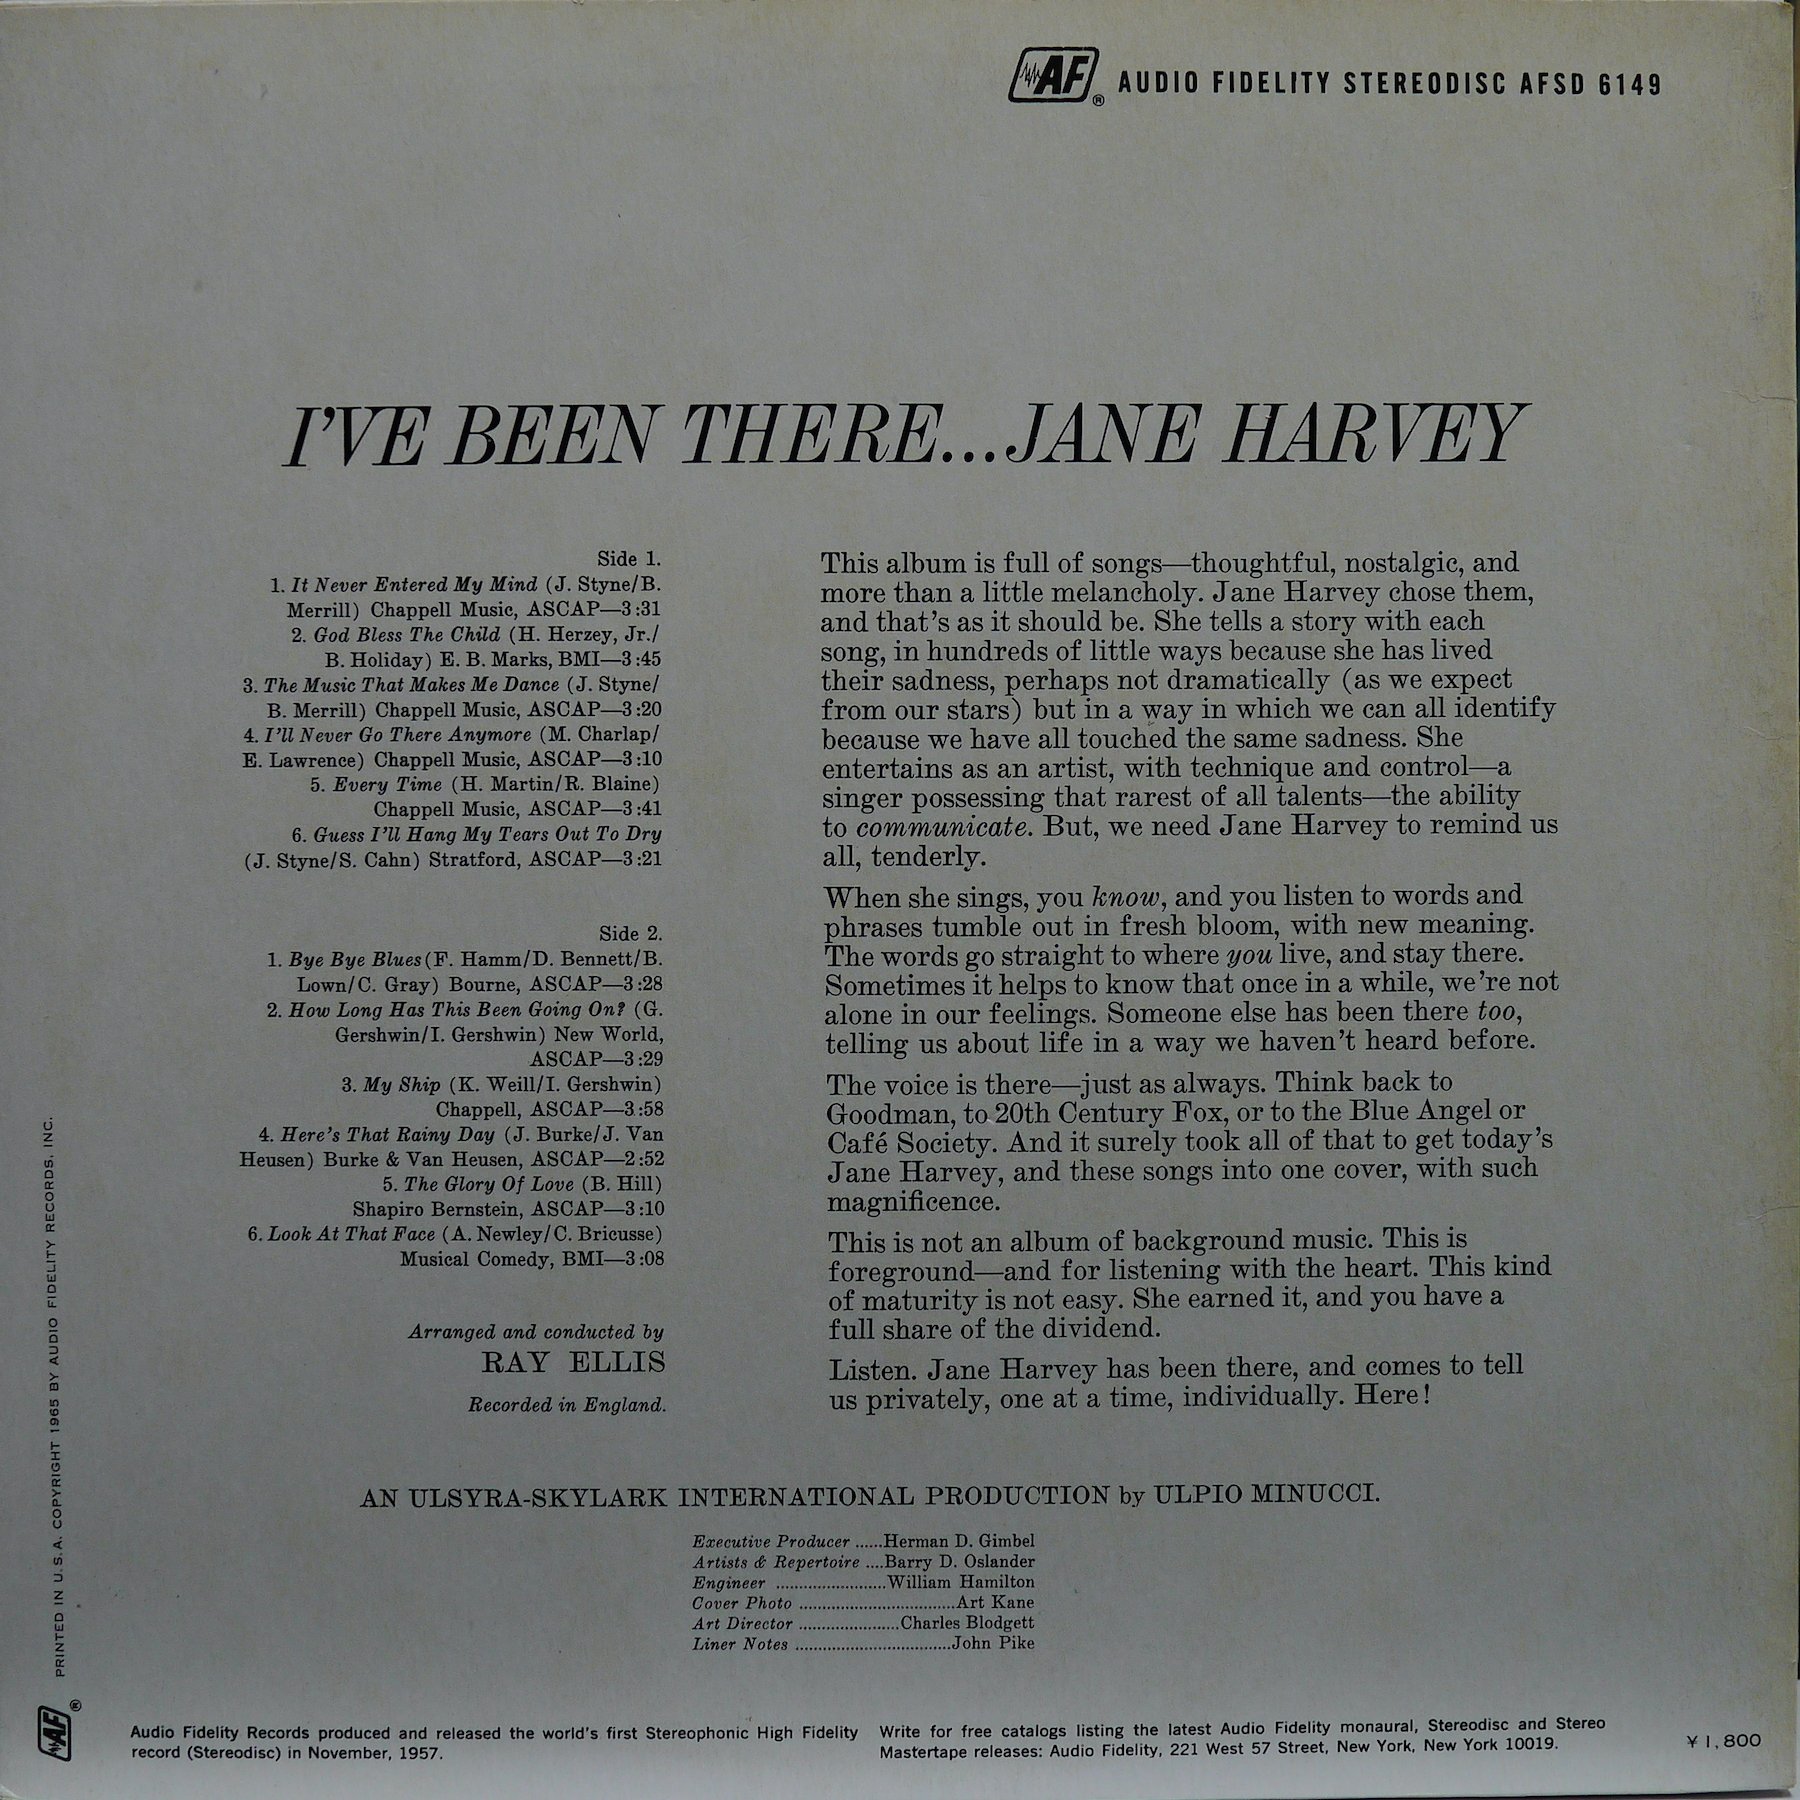 AF® AUDIO FIDELITY STEREODISC AFSD 6149
I'VE BEEN THERE...JANE HARVEY
Side 1.
1. It Never Entered My Mind (J. Styne/B.
Merrill) Chappell Music, ASCAP—3:31
2. God Bless The Child (H. Herzey, Jr./
B. Holiday) E. B. Marks, BMI—3:45
3. The Music That Makes Me Dance (J. Styne/
B. Merrill) Chappell Music, ASCAP—3:20
4. I'll Never Go There Anymore (M. Charlap/
E. Lawrence) Chappell Music, ASCAP—3:10
5. Every Time (H. Martin/R. Blaine)
Chappell Music, ASCAP—3:41
6. Guess I'll Hang My Tears Out To Dry
(J. Styne/S. Cahn) Stratford, ASCAP—3:21
Side 2.
1. Bye Bye Blues (F. Hamm/D. Bennett/B.
Lown/C. Gray) Bourne, ASCAP—3:28
2. How Long Has This Been Going On? (G.
Gershwin/I. Gershwin) New World,
ASCAP—3:29
3. My Ship (K. Weill/I. Gershwin)
Chappell, ASCAP—3:58
4. Here's That Rainy Day (J. Burke/J. Van
Heusen) Burke & Van Heusen, ASCAP—2:52
5. The Glory Of Love (B. Hill)
Shapiro Bernstein, ASCAP—3:10
6. Look At That Face (A. Newley/C. Bricusse)
Musical Comedy, BMI—3:08
Arranged and conducted by
RAY ELLIS
Recorded in England.
This album is full of songs—thoughtful, nostalgic, and
more than a little melancholy. Jane Harvey chose them,
and that's as it should be. She tells a story with each
song, in hundreds of little ways because she has lived
their sadness, perhaps not dramatically (as we expect
from our stars) but in a way in which we can all identify
because we have all touched the same sadness. She
entertains as an artist, with technique and control—a
singer possessing that rarest of all talents—the ability
to communicate. But, we need Jane Harvey to remind us
all, tenderly.
When she sings, you know, and you listen to words and
phrases tumble out in fresh bloom, with new meaning.
The words go straight to where you live, and stay there.
Sometimes it helps to know that once in a while, we're not
alone in our feelings. Someone else has been there too,
telling us about life in a way we haven't heard before.
The voice is there—just as always. Think back to
Goodman, to 20th Century Fox, or to the Blue Angel or
Café Society. And it surely took all of that to get today's
Jane Harvey, and these songs into one cover, with such
magnificence.
This is not an album of background music. This is
foreground—and for listening with the heart. This kind
of maturity is not easy. She earned it, and you have a
full share of the dividend.
Listen. Jane Harvey has been there, and comes to tell
us privately, one at a time, individually. Here!
AN ULSYRA-SKYLARK INTERNATIONAL PRODUCTION by ULPIO MINUCCI.
Executive Producer ......Herman D. Gimbel
Artists & Repertoire ....Barry D. Oslander
Engineer ........................William Hamilton
Cover Photo ..................................Art Kane
Art Director ......................Charles Blodgett
Liner Notes ..................................John Pike
PRINTED IN U.S.A. COPYRIGHT 1965 BY AUDIO FIDELITY RECORDS, INC.
AF®
Audio Fidelity Records produced and released the world's first Stereophonic High Fidelity
record (Stereodisc) in November, 1957.
Write for free catalogs listing the latest Audio Fidelity monaural, Stereodisc and Stereo
Mastertape releases: Audio Fidelity, 221 West 57 Street, New York, New York 10019.
¥1,800